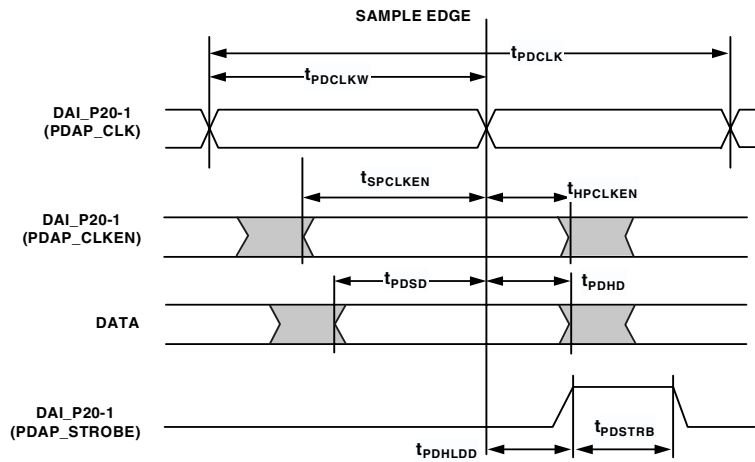 SAMPLE EDGE
tPDCLK
tPDCLKW
DAI_P20-1
(PDAP_CLK)
tSPCLKEN
tHPCLKEN
DAI_P20-1
(PDAP_CLKEN)
tPDSD
tPDHD
DATA
DAI_P20-1
(PDAP_STROBE)
tPDHLDD
tPDSTRB